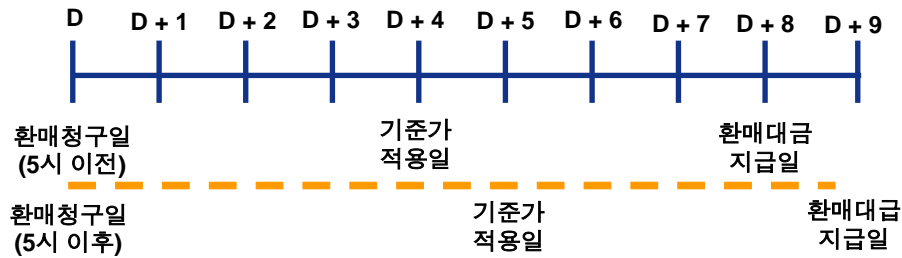 D D + 1 D + 2 D + 3 D + 4 D + 5 D + 6 D + 7 D + 8 D + 9
환매청구일
(5시 이전)
기준가
적용일
환매대금
지급일
환매청구일
(5시 이후)
기준가
적용일
환매대급
지급일